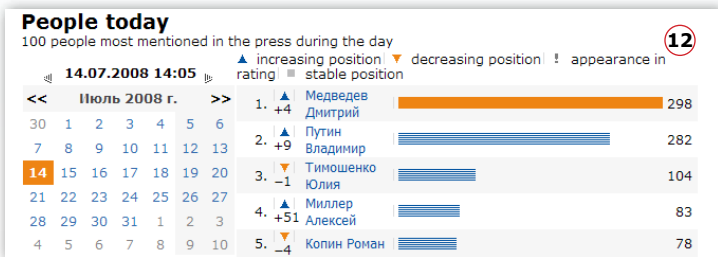 People today
100 people most mentioned in the press during the day
12
▲ increasing position ▼ decreasing position ! appearance in
rating ■ stable position
14.07.2008 14:05
<< Июль 2008 г. >>
30 1 2 3 4 5 6
7 8 9 10 11 12 13
14 15 16 17 18 19 20
21 22 23 24 25 26 27
28 29 30 31 1 2 3
4 5 6 7 8 9 10
1. ▲ +4 Медведев
Дмитрий 298
2. ▲ +9 Путин
Владимир 282
3. ▼ −1 Тимошенко
Юлия 104
4. ▲ +51 Миллер
Алексей 83
5. ▼ −4 Копин Роман 78